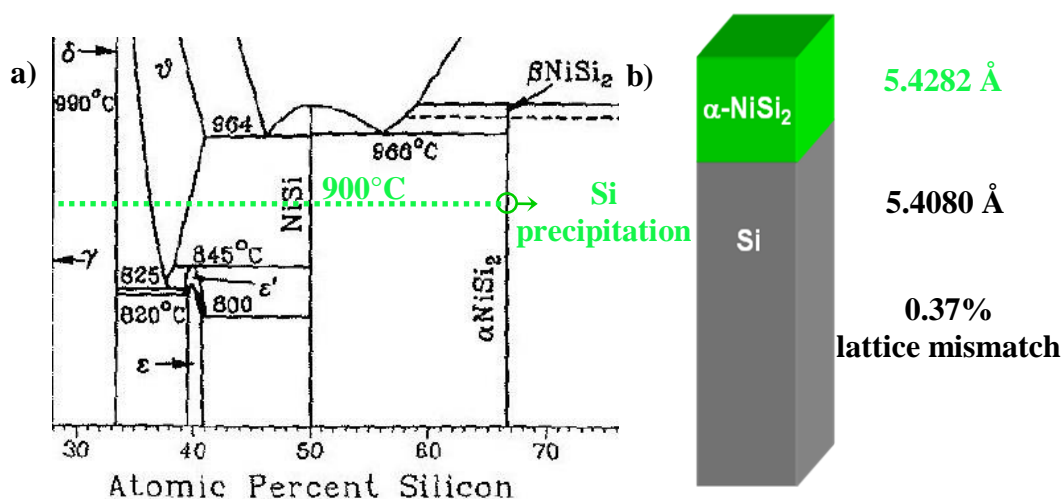 a)
δ
ϑ
990°C
964
βNiSi2
966°C
900°C
NiSi
Si
precipitation
γ
845°C
825
ε'
820°C
800
αNiSi2
ε
30 40 50 60 70
Atomic Percent Silicon
b)
α-NiSi2
5.4282 Å
Si
5.4080 Å
0.37%
lattice mismatch